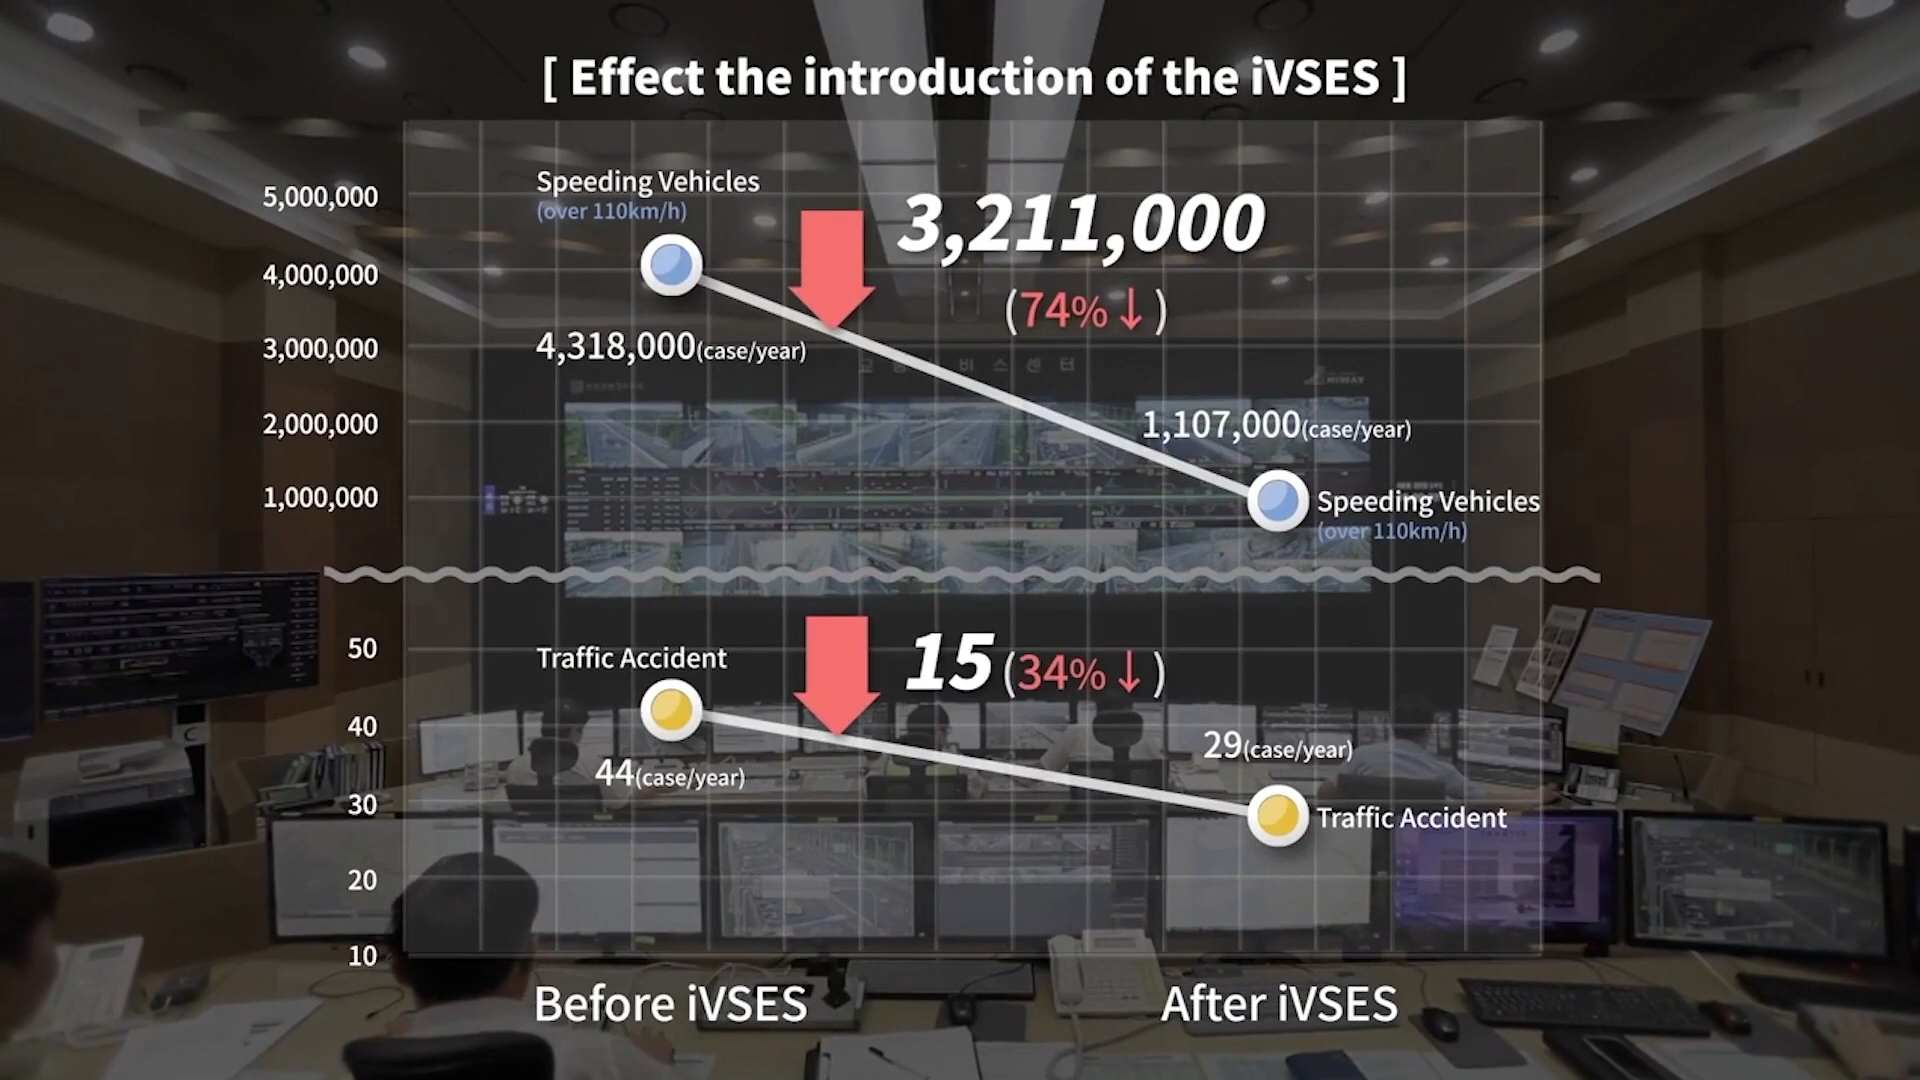 [ Effect the introduction of the iVSES ]
Speeding Vehicles
(over 110km/h)
5,000,000
4,000,000
3,000,000
2,000,000
1,000,000
3,211,000
(74%↓)
4,318,000(case/year)
1,107,000(case/year)
Speeding Vehicles
(over 110km/h)
50
40
30
20
10
Traffic Accident
15 (34%↓)
44(case/year)
29(case/year)
Traffic Accident
Before iVSES
After iVSES